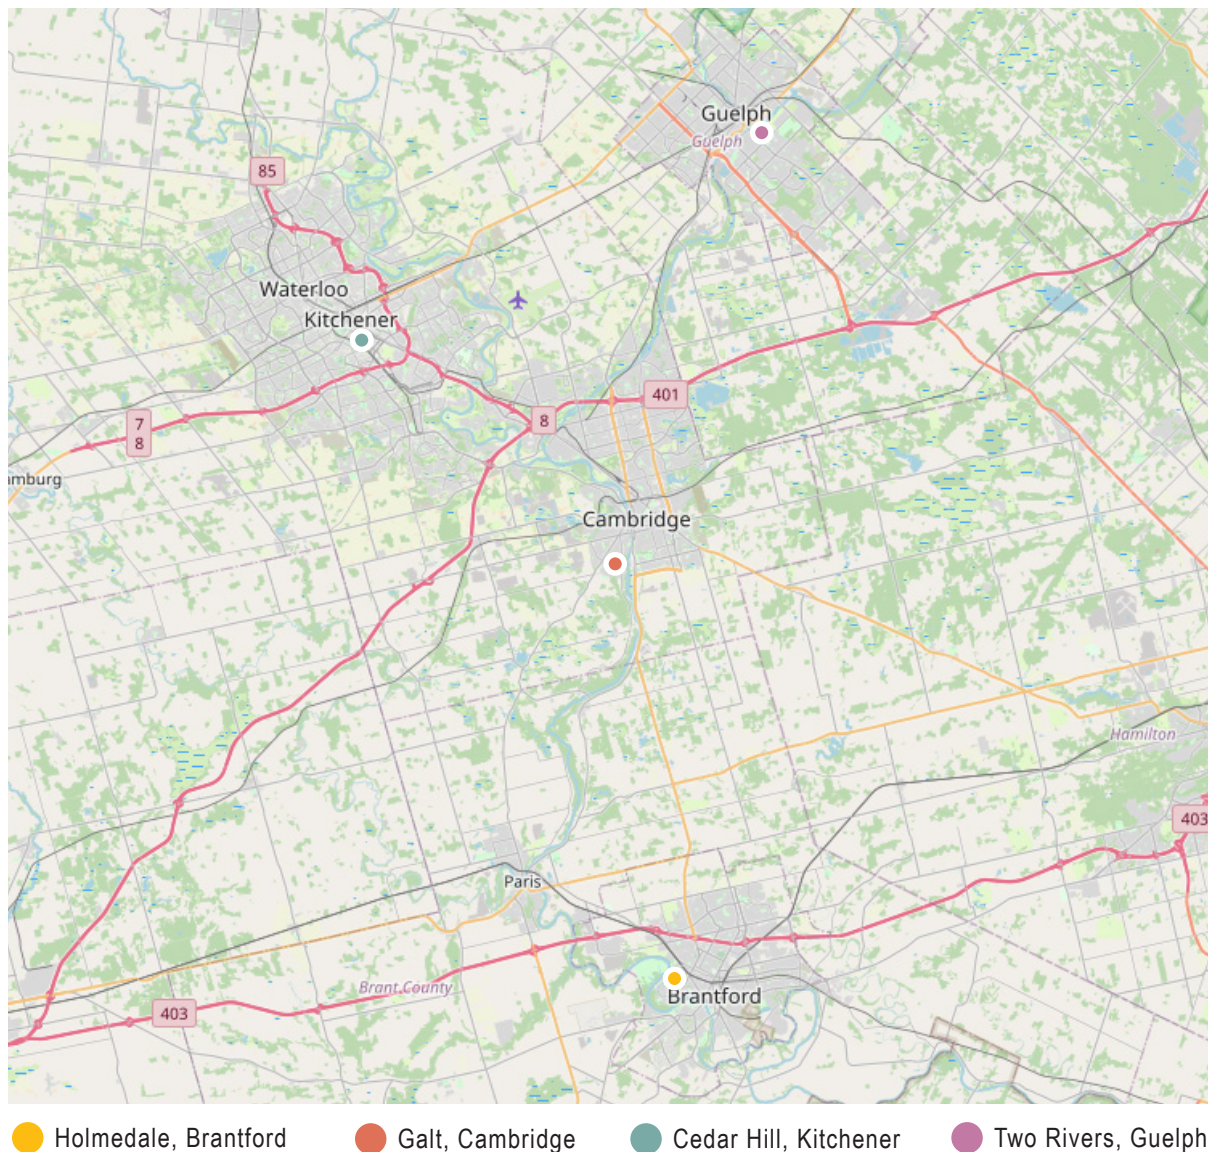 Guelph
Guelph
85
Waterloo
Kitchener
401
7
8
8
amburg
Cambridge
Hamilton
403
Paris
Brant County
Brantford
403
Holmedale, Brantford
Galt, Cambridge
Cedar Hill, Kitchener
Two Rivers, Guelph